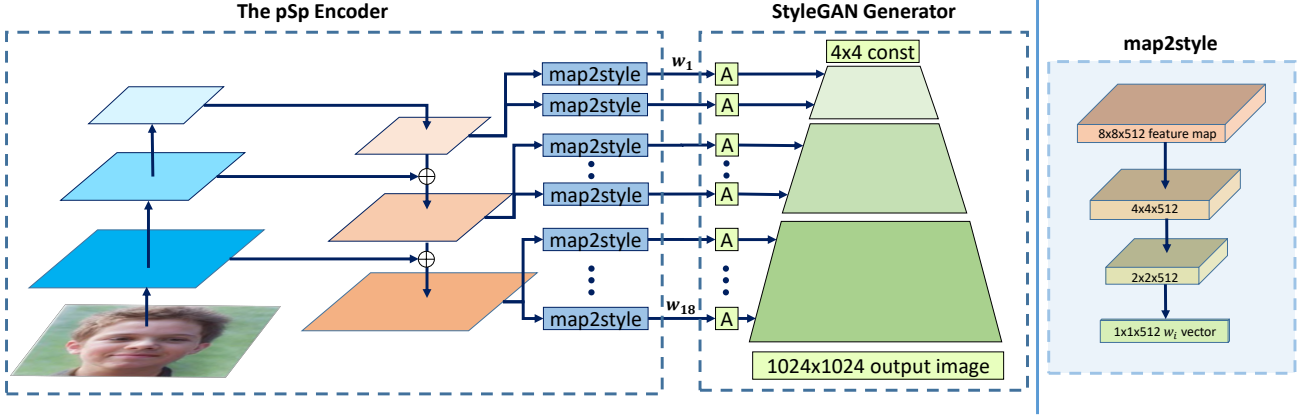 The pSp Encoder
StyleGAN Generator
map2style
4x4 const
map2style
w₁
A
map2style
A
map2style
A
map2style
A
map2style
A
map2style
w₁₈
A
1024x1024 output image
8x8x512 feature map
4x4x512
2x2x512
1x1x512 wᵢ vector